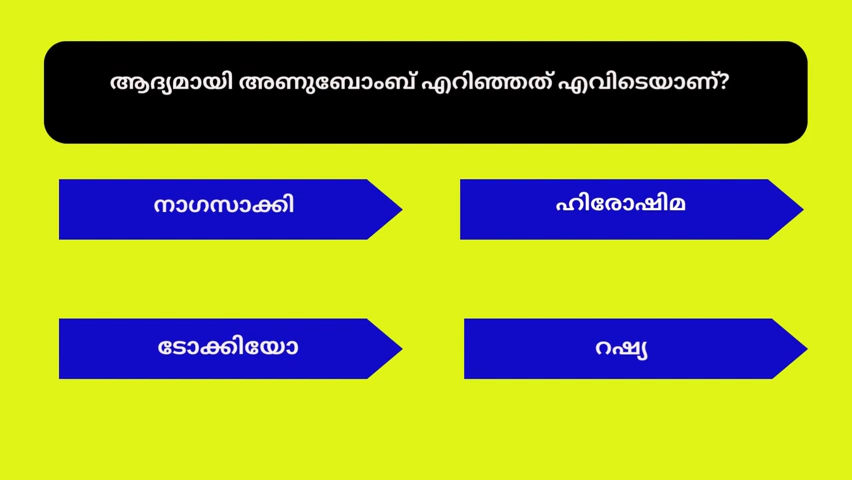 ആദ്യമായി അണുബോംബ് എറിഞ്ഞത് എവിടെയാണ്?
നാഗസാക്കി
ഹിരോഷിമ
ടോക്കിയോ
റഷ്യ